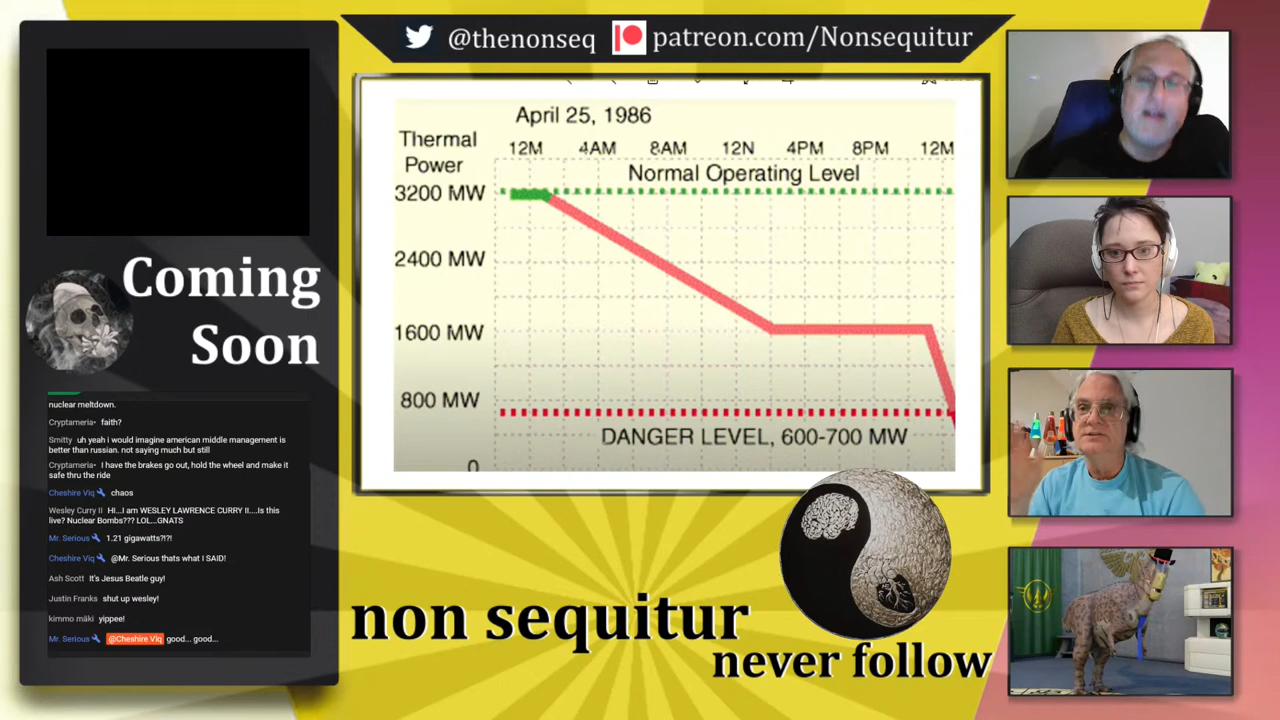 @thenonseq
patreon.com/Nonsequitur
Coming
Soon
nuclear meltdown.
Cryptameria• faith?
Smitty uh yeah i would imagine american middle management is
better than russian. not saying much but still
Cryptameria• I have the brakes go out, hold the wheel and make it
safe thru the ride
Cheshire Viq chaos
Wesley Curry II HI...I am WESLEY LAWRENCE CURRY II....Is this
live? Nuclear Bombs??? LOL...GNATS
Mr. Serious 1.21 gigawatts?!?!
Cheshire Viq @Mr. Serious thats what I SAID!
Ash Scott It's Jesus Beatle guy!
Justin Franks shut up wesley!
kimmo mäki yippee!
Mr. Serious @Cheshire Viq good... good...
April 25, 1986
Thermal
Power
12M 4AM 8AM 12N 4PM 8PM 12M
Normal Operating Level
3200 MW
2400 MW
1600 MW
800 MW
DANGER LEVEL, 600-700 MW
0
non sequitur
never follow